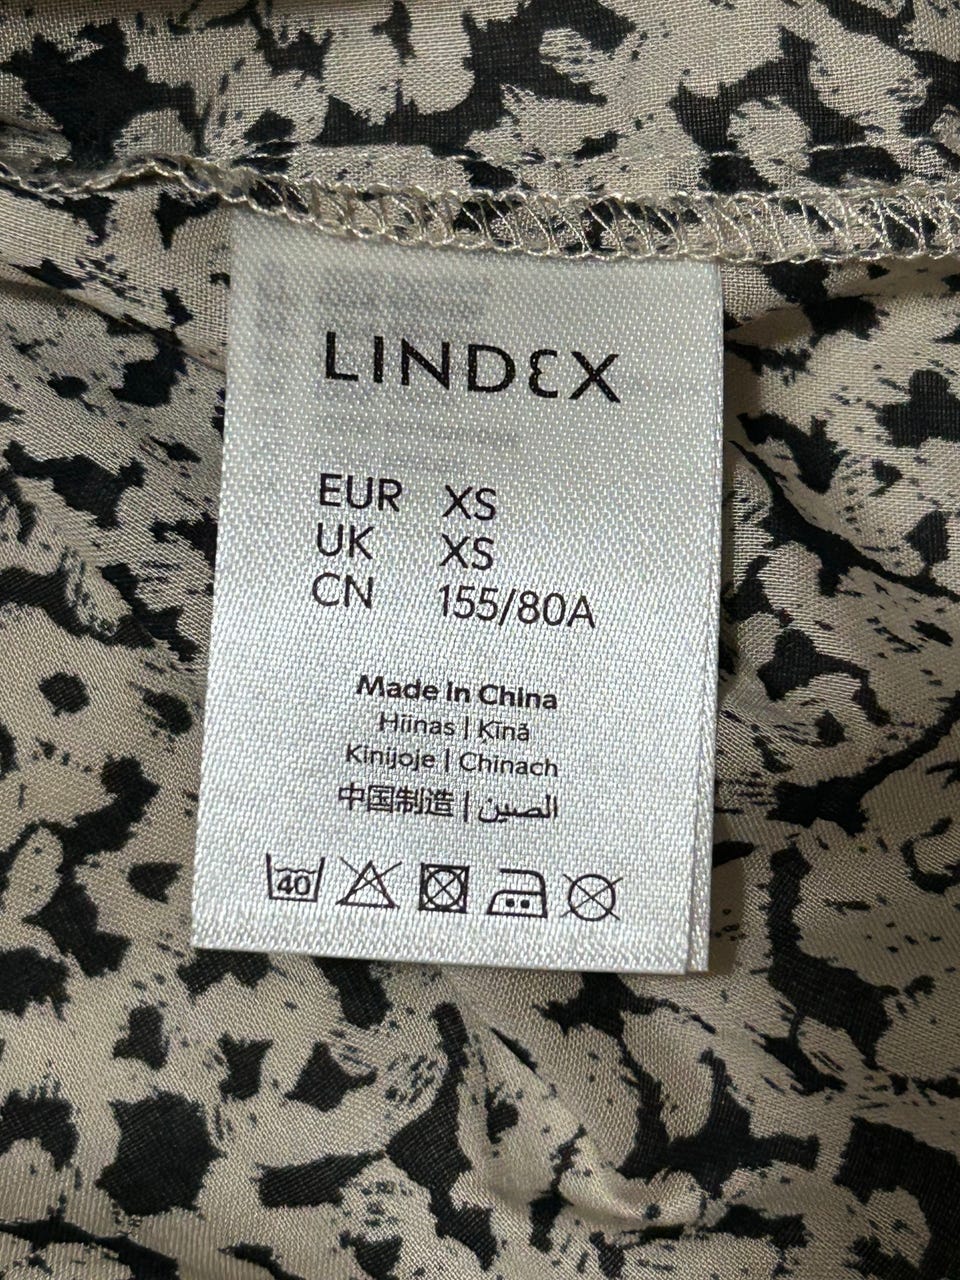 LINDEX
EUR XS
UK XS
CN 155/80A
Made In China
Hiinas | Ķīnā
Kinijoje | Chinach
中国制造 | الصين
40